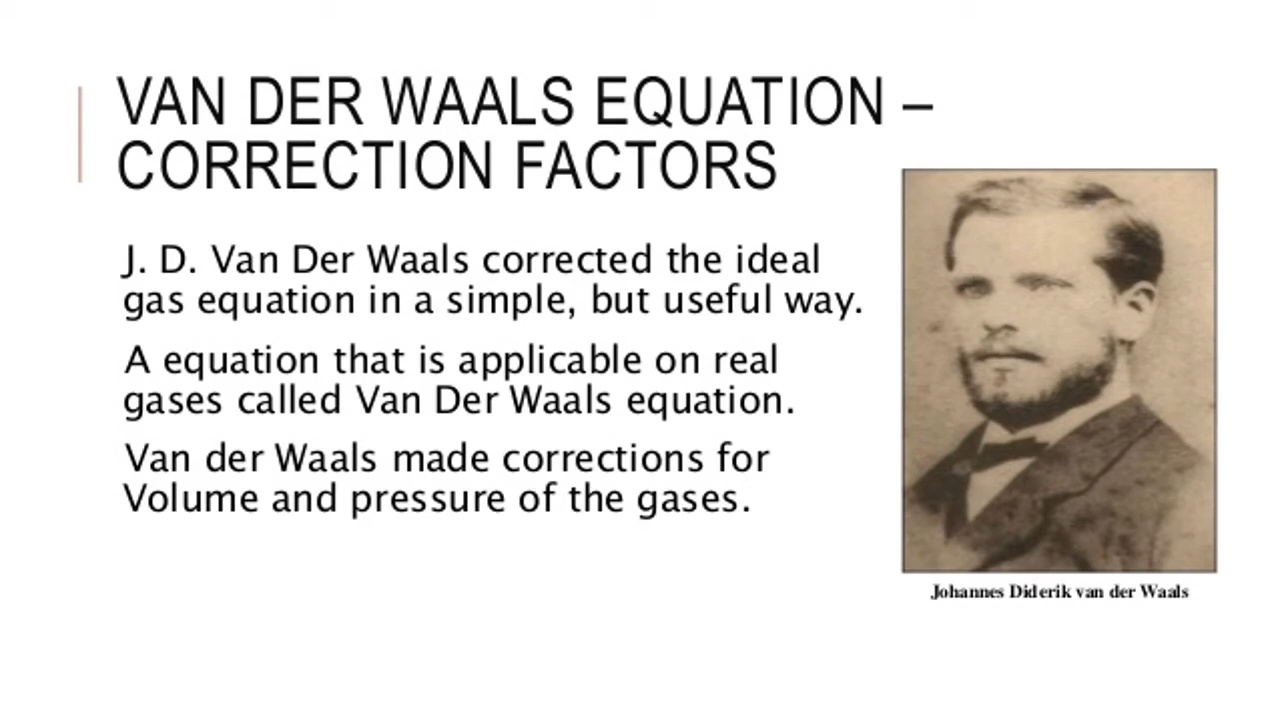 VAN DER WAALS EQUATION –
CORRECTION FACTORS
J. D. Van Der Waals corrected the ideal
gas equation in a simple, but useful way.
A equation that is applicable on real
gases called Van Der Waals equation.
Van der Waals made corrections for
Volume and pressure of the gases.
Johannes Diderik van der Waals